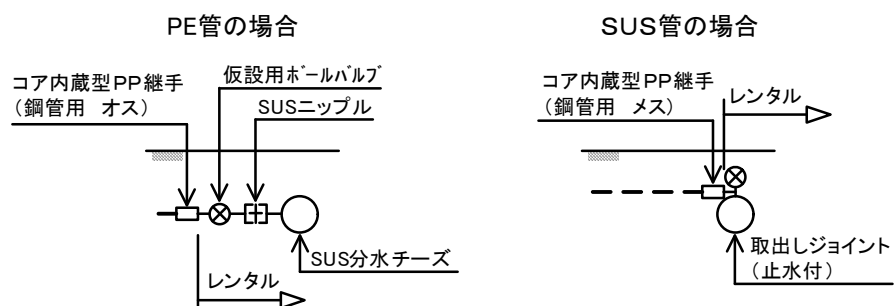 PE管の場合
コア内蔵型PP継手
（鋼管用　オス）
仮設用ﾎﾞｰﾙﾊﾞﾙﾌﾞ
SUSニップル
SUS分水チーズ
レンタル
SUS管の場合
コア内蔵型PP継手
（鋼管用　メス）
レンタル
取出しジョイント
（止水付）